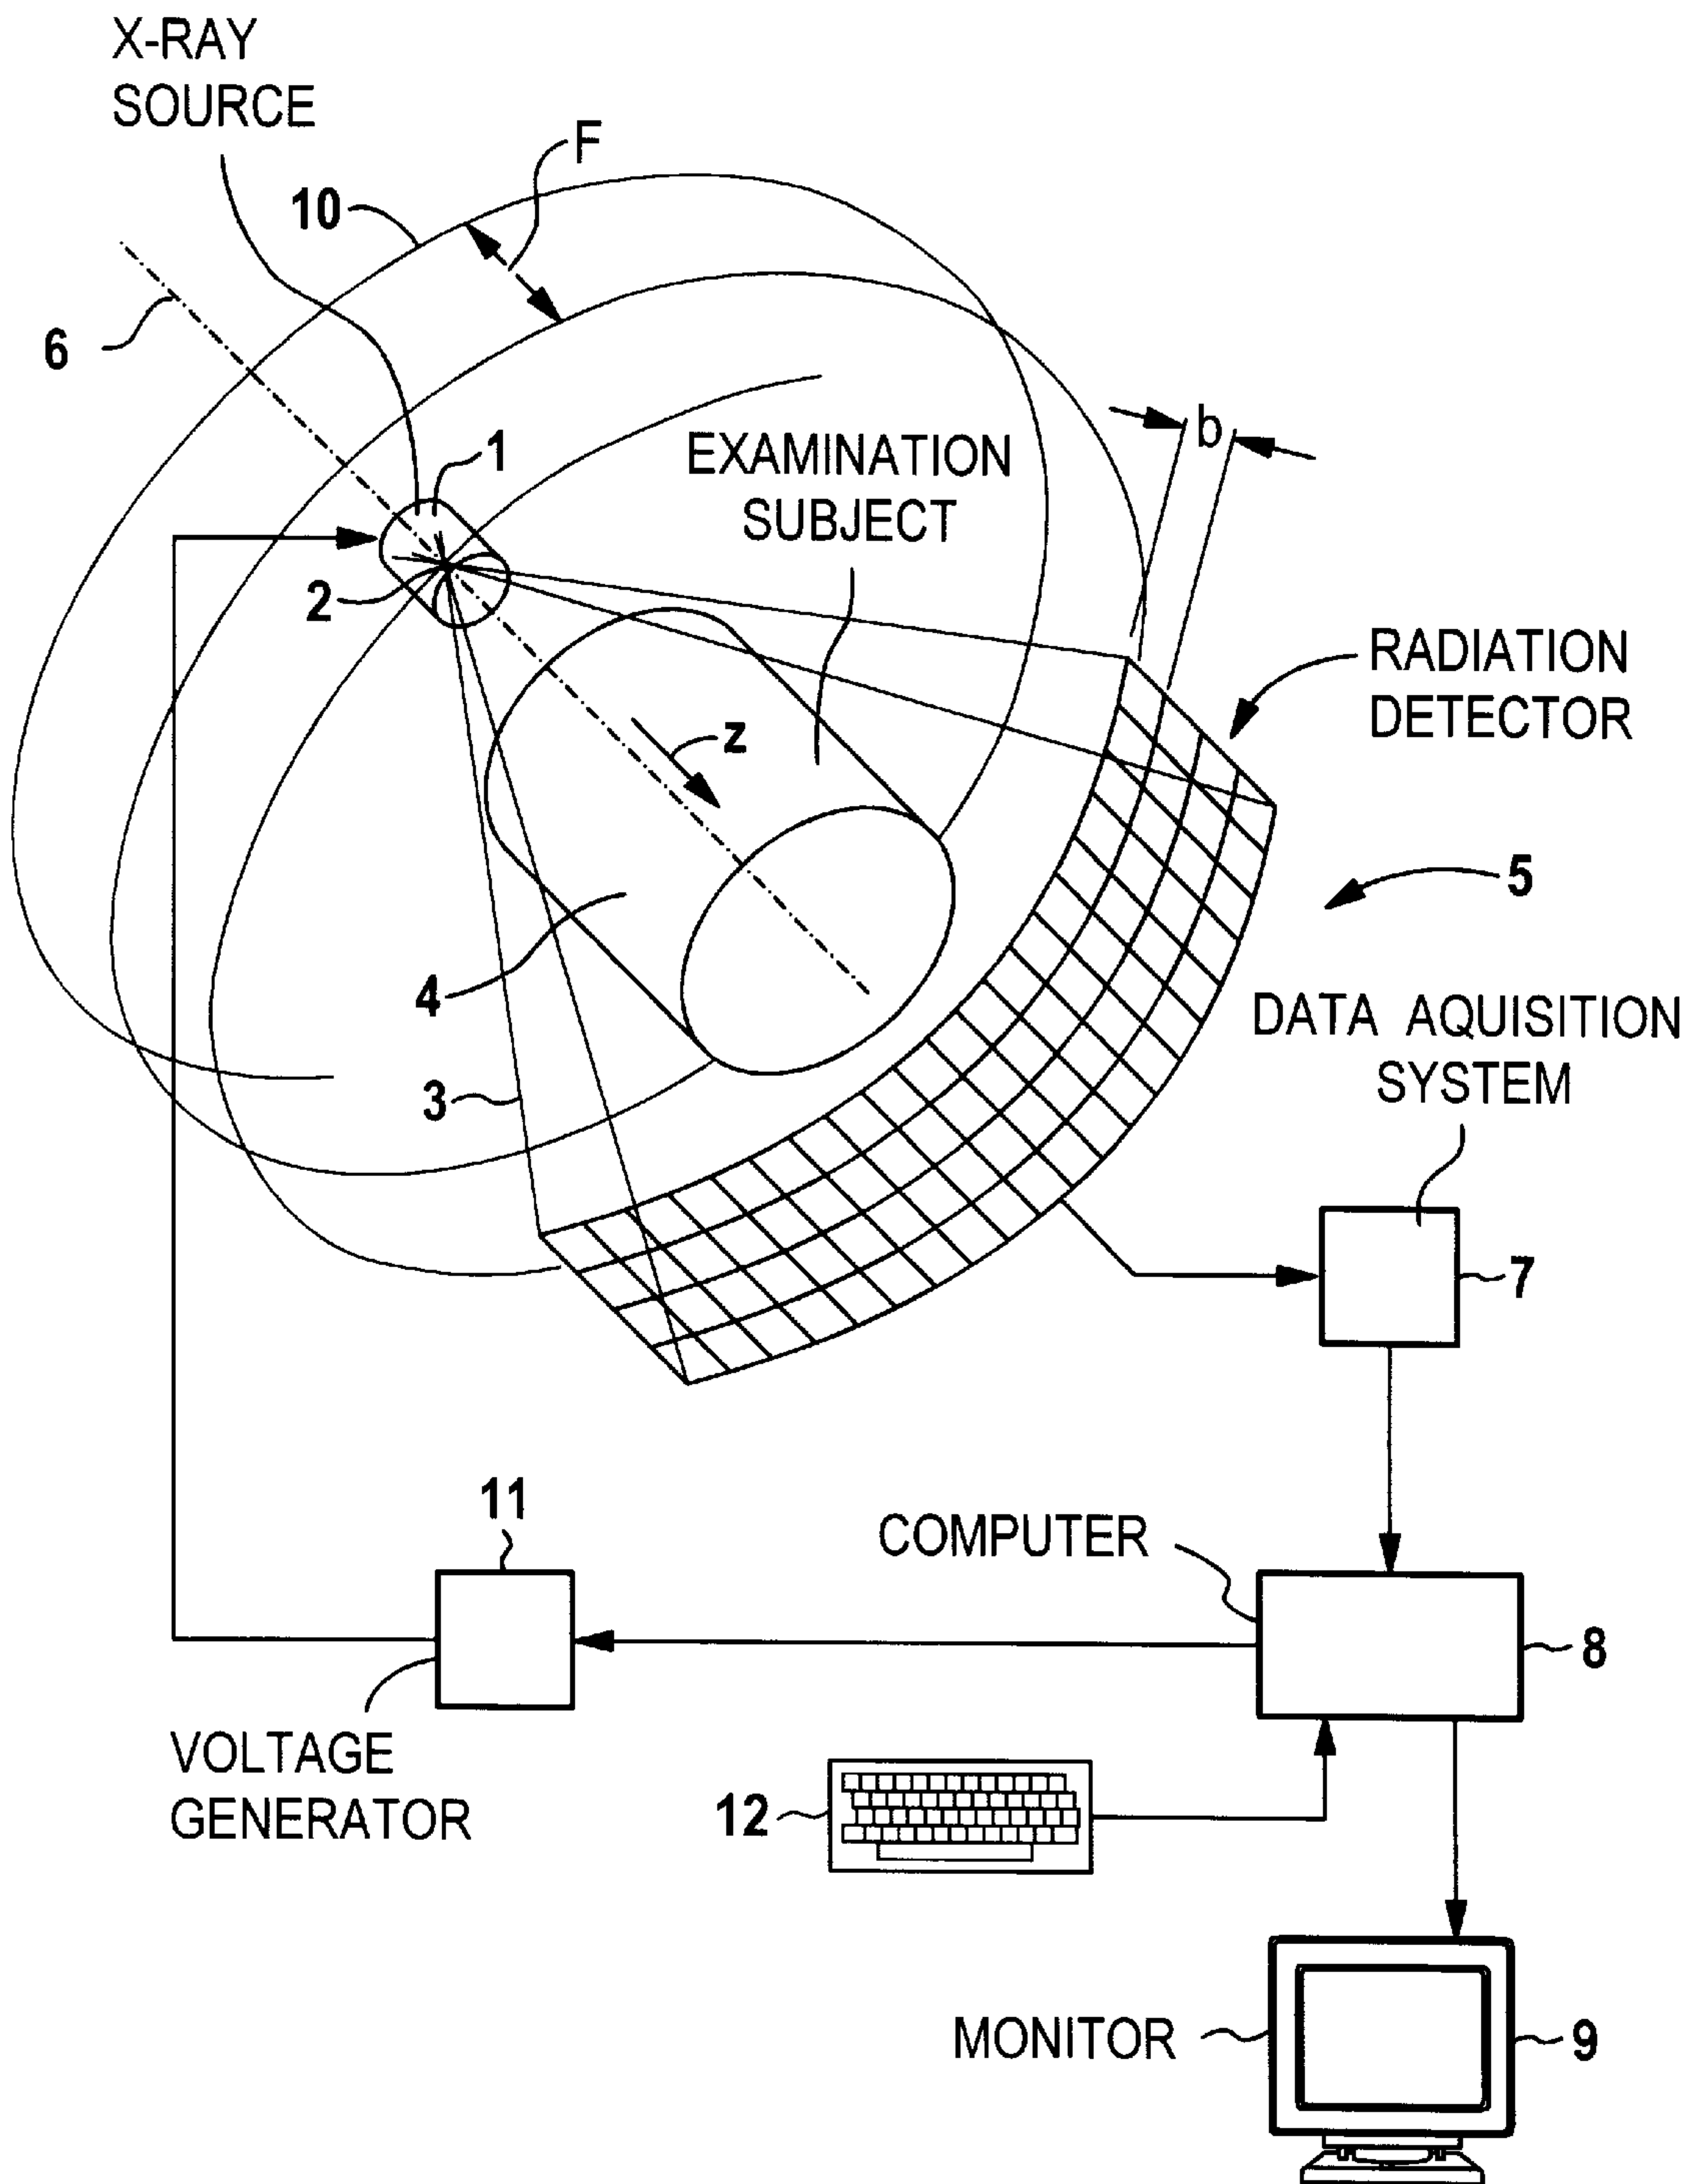 X-RAY
SOURCE
F
10
6
1
EXAMINATION
SUBJECT
b
2
RADIATION
DETECTOR
z
5
4
DATA AQUISITION
SYSTEM
3
7
11
COMPUTER
8
VOLTAGE
GENERATOR
12
MONITOR
9